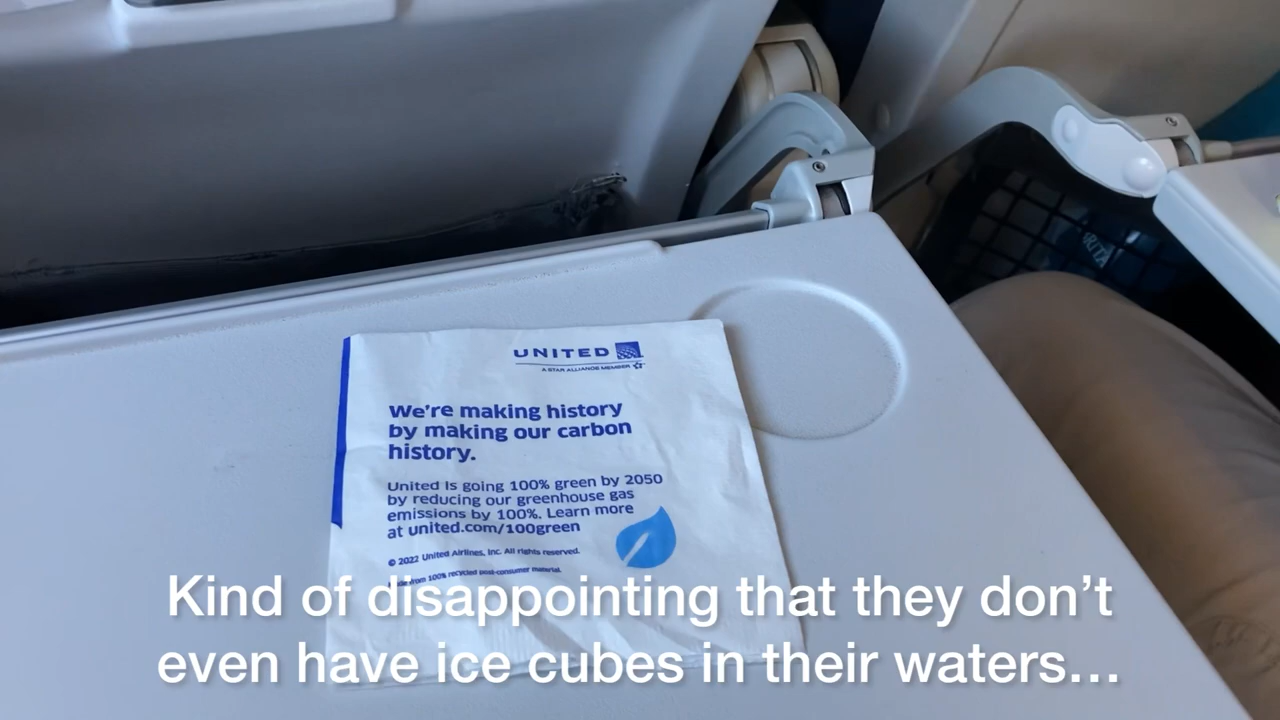 UNITED
A STAR ALLIANCE MEMBER
We're making history
by making our carbon
history.
United is going 100% green by 2050
by reducing our greenhouse gas
emissions by 100%. Learn more
at united.com/100green
© 2022 United Airlines, Inc. All rights reserved.
from 100% recycled post-consumer material.
Kind of disappointing that they don't
even have ice cubes in their waters...